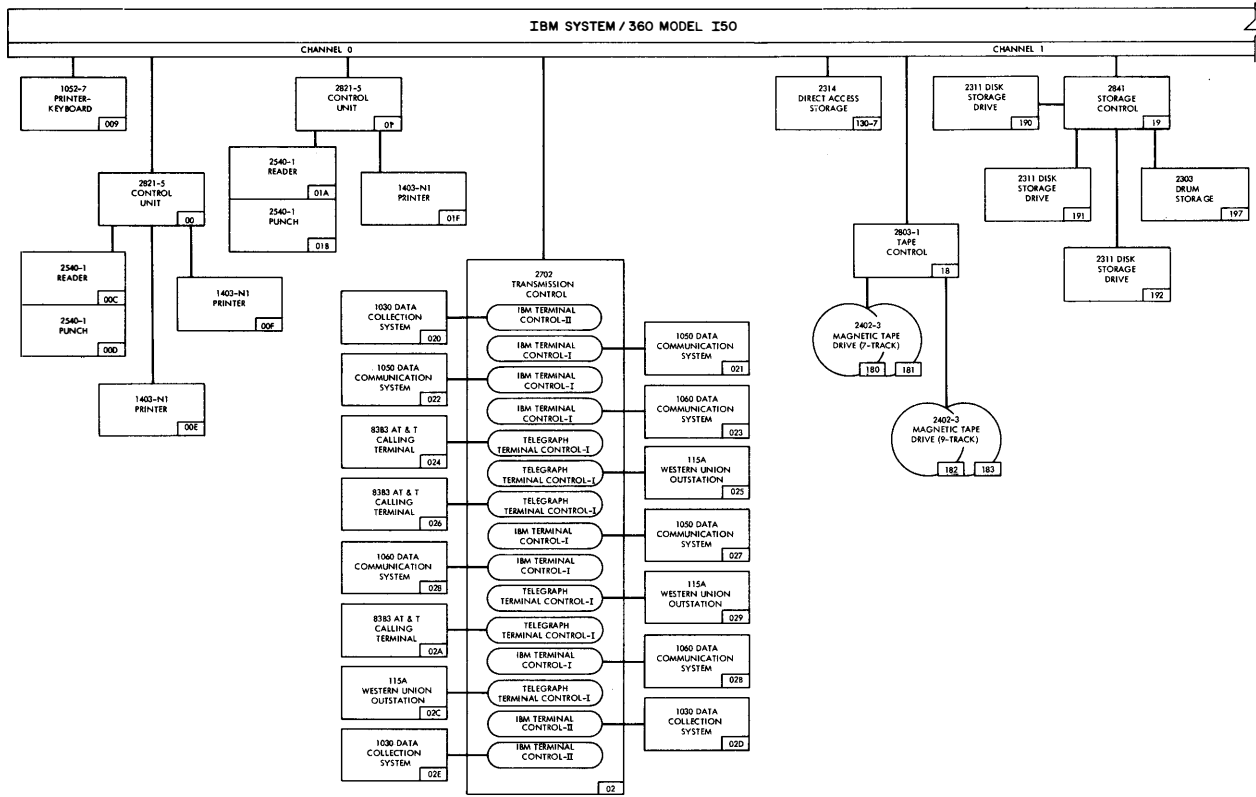 IBM SYSTEM/360 MODEL I50
CHANNEL 0
CHANNEL 1
1052-7
PRINTER-
KEYBOARD
009
2821-5
CONTROL
UNIT
00
2540-1
READER
00C
2540-1
PUNCH
00D
1403-N1
PRINTER
00F
1403-N1
PRINTER
00E
2821-5
CONTROL
UNIT
01
2540-1
READER
01A
2540-1
PUNCH
01B
1403-N1
PRINTER
01F
2702
TRANSMISSION
CONTROL
02
1030 DATA
COLLECTION
SYSTEM
020
IBM TERMINAL
CONTROL-II
IBM TERMINAL
CONTROL-I
1050 DATA
COMMUNICATION
SYSTEM
021
1050 DATA
COMMUNICATION
SYSTEM
022
IBM TERMINAL
CONTROL-I
IBM TERMINAL
CONTROL-I
1060 DATA
COMMUNICATION
SYSTEM
023
83B3 AT & T
CALLING
TERMINAL
024
TELEGRAPH
TERMINAL CONTROL-I
TELEGRAPH
TERMINAL CONTROL-I
115A
WESTERN UNION
OUTSTATION
025
83B3 AT & T
CALLING
TERMINAL
026
TELEGRAPH
TERMINAL CONTROL-I
IBM TERMINAL
CONTROL-I
1050 DATA
COMMUNICATION
SYSTEM
027
1060 DATA
COMMUNICATION
SYSTEM
028
IBM TERMINAL
CONTROL-I
TELEGRAPH
TERMINAL CONTROL-I
115A
WESTERN UNION
OUTSTATION
029
83B3 AT & T
CALLING
TERMINAL
02A
TELEGRAPH
TERMINAL CONTROL-I
IBM TERMINAL
CONTROL-I
1060 DATA
COMMUNICATION
SYSTEM
02B
115A
WESTERN UNION
OUTSTATION
02C
TELEGRAPH
TERMINAL CONTROL-I
IBM TERMINAL
CONTROL-II
1030 DATA
COLLECTION
SYSTEM
02D
1030 DATA
COLLECTION
SYSTEM
02E
IBM TERMINAL
CONTROL-II
2314
DIRECT ACCESS
STORAGE
130-7
2803-1
TAPE
CONTROL
18
2402-3
MAGNETIC TAPE
DRIVE (7-TRACK)
180
181
2402-3
MAGNETIC TAPE
DRIVE (9-TRACK)
182
183
2311 DISK
STORAGE
DRIVE
190
2841
STORAGE
CONTROL
19
2311 DISK
STORAGE
DRIVE
191
2303
DRUM
STORAGE
197
2311 DISK
STORAGE
DRIVE
192